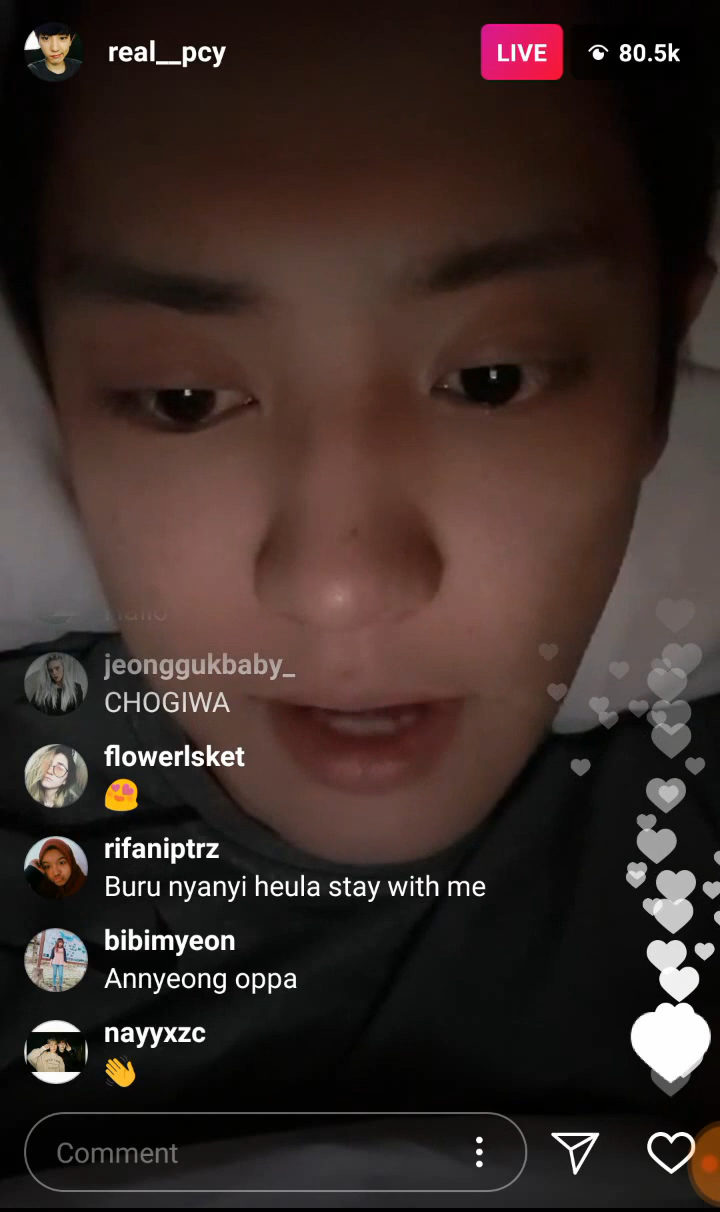 real__pcy
LIVE
80.5k
Hallo
jeonggukbaby_
CHOGIWA
flowerlsket
rifaniptrz
Buru nyanyi heula stay with me
bibimyeon
Annyeong oppa
nayyxzc
Comment